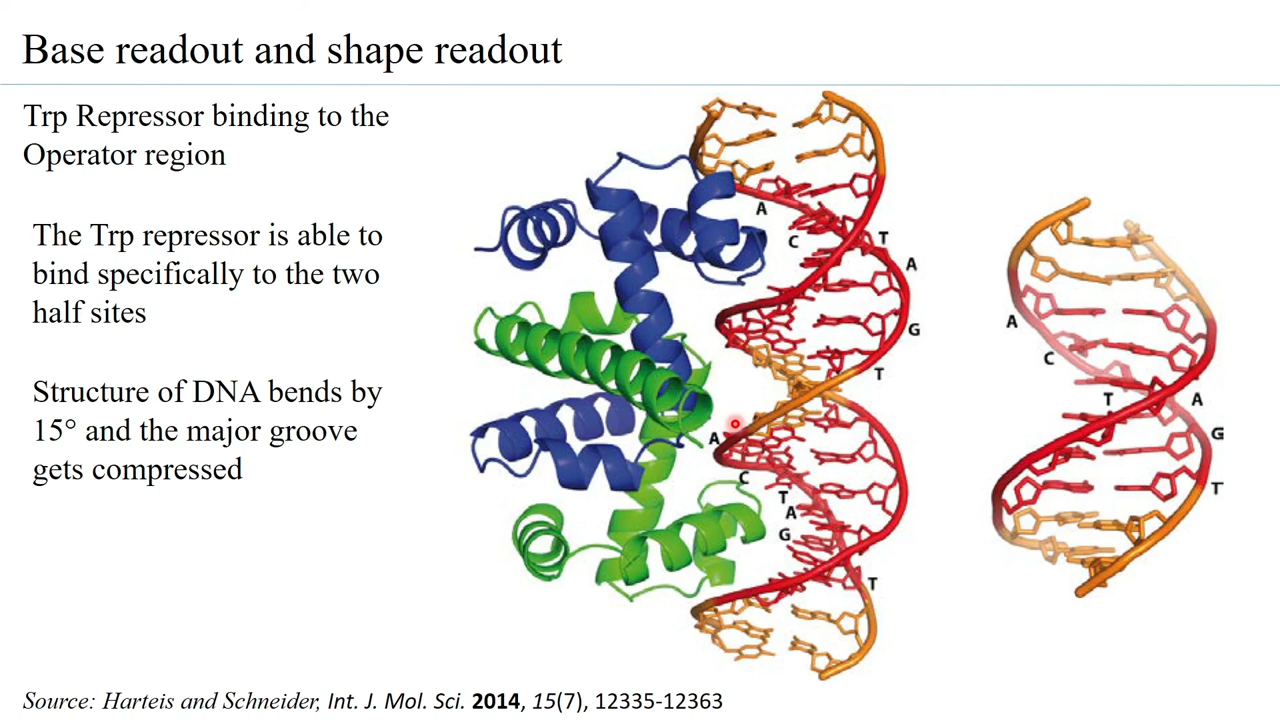 Base readout and shape readout
Trp Repressor binding to the
Operator region
The Trp repressor is able to
bind specifically to the two
half sites
Structure of DNA bends by
15° and the major groove
gets compressed
A
C
T
A
G
T
A
C
T
A
G
T
A
C
T
A
G
T
Source: Harteis and Schneider, Int. J. Mol. Sci. 2014, 15(7), 12335-12363